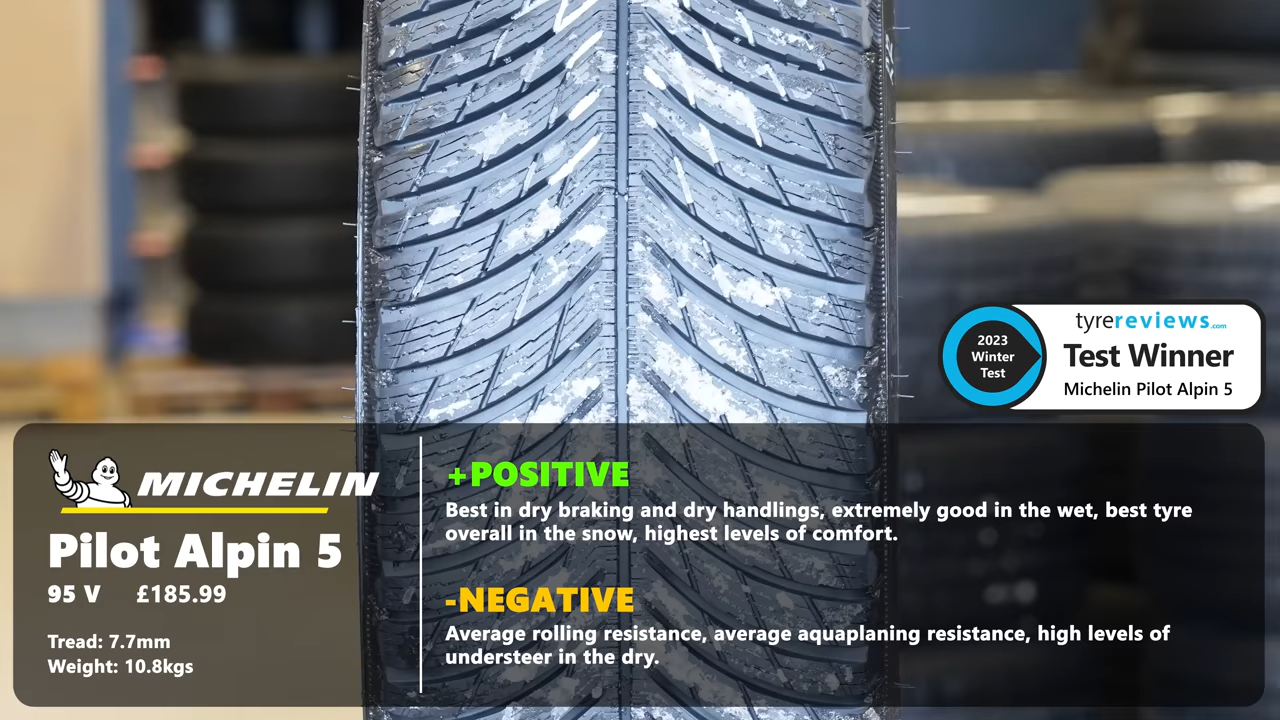 tyrereviews.com
2023
Winter
Test
Test Winner
Michelin Pilot Alpin 5
MICHELIN
Pilot Alpin 5
95 V £185.99
Tread: 7.7mm
Weight: 10.8kgs
+POSITIVE
Best in dry braking and dry handlings, extremely good in the wet, best tyre
overall in the snow, highest levels of comfort.
-NEGATIVE
Average rolling resistance, average aquaplaning resistance, high levels of
understeer in the dry.